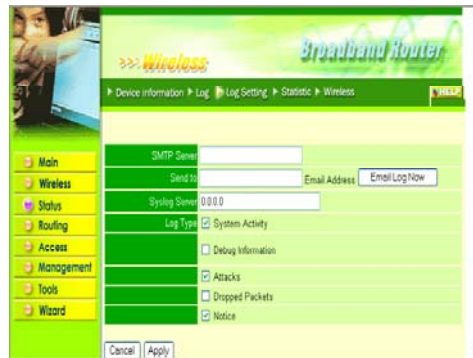 >>> Wireless
Broadband Router
Device information Log Log Setting Statistic Wireless
HELP
Main
Wireless
Status
Routing
Access
Management
Tools
Wizard
SMTP Server
Send to Email Address Email Log Now
Syslog Server 0.0.0.0
Log Type System Activity
Debug Information
Attacks
Dropped Packets
Notice
Cancel Apply